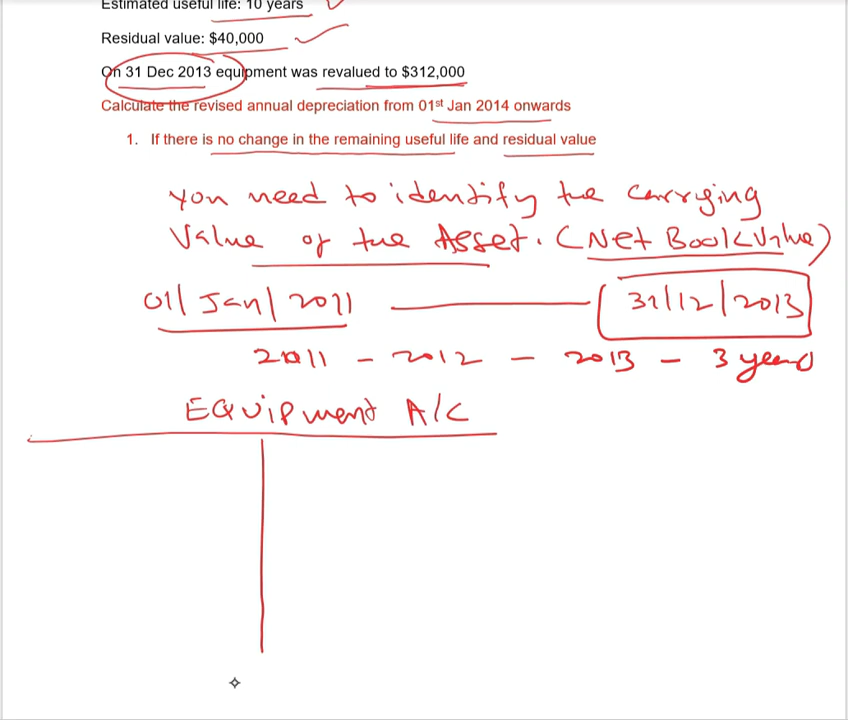 Estimated useful life: 10 years
Residual value: $40,000
On 31 Dec 2013 equipment was revalued to $312,000
Calculate the revised annual depreciation from 01st Jan 2014 onwards
1. If there is no change in the remaining useful life and residual value
You need to identify the carrying
Value of the Asset. (Net Book Value)
01/Jan/2011 — 31/12/2013
2011 - 2012 - 2013 - 3 years
Equipment A/C